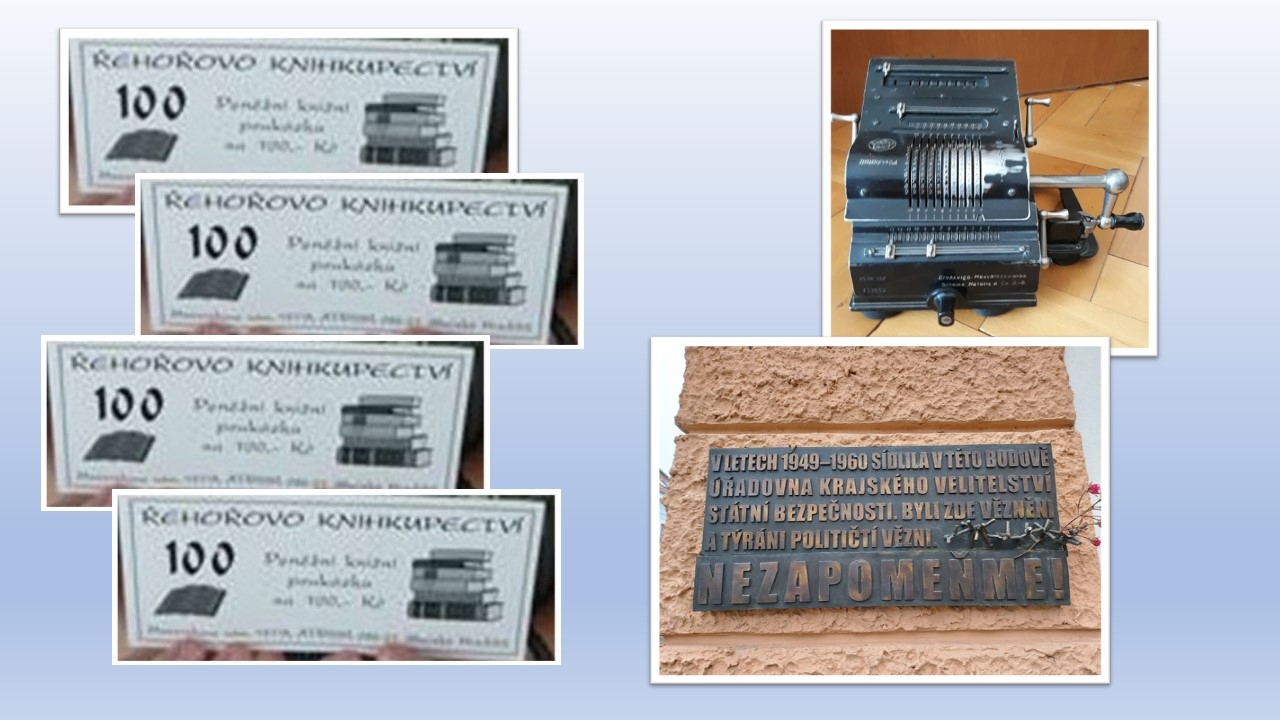 ŘEHOŘOVO KNIHKUPECTVÍ
100
Peněžní knižní
poukázka
na 100,- Kč
ŘEHOŘOVO KNIHKUPECTVÍ
100
Peněžní knižní
poukázka
na 100,- Kč
ŘEHOŘOVO KNIHKUPECTVÍ
100
Peněžní knižní
poukázka
na 100,- Kč
ŘEHOŘOVO KNIHKUPECTVÍ
100
Peněžní knižní
poukázka
na 100,- Kč
V LETECH 1949–1960 SÍDLILA V TÉTO BUDOVĚ
ÚŘADOVNA KRAJSKÉHO VELITELSTVÍ
STÁTNÍ BEZPEČNOSTI. BYLI ZDE VĚZNĚNI
A TÝRÁNI POLITIČTÍ VĚZNI.
NEZAPOMEŇME!